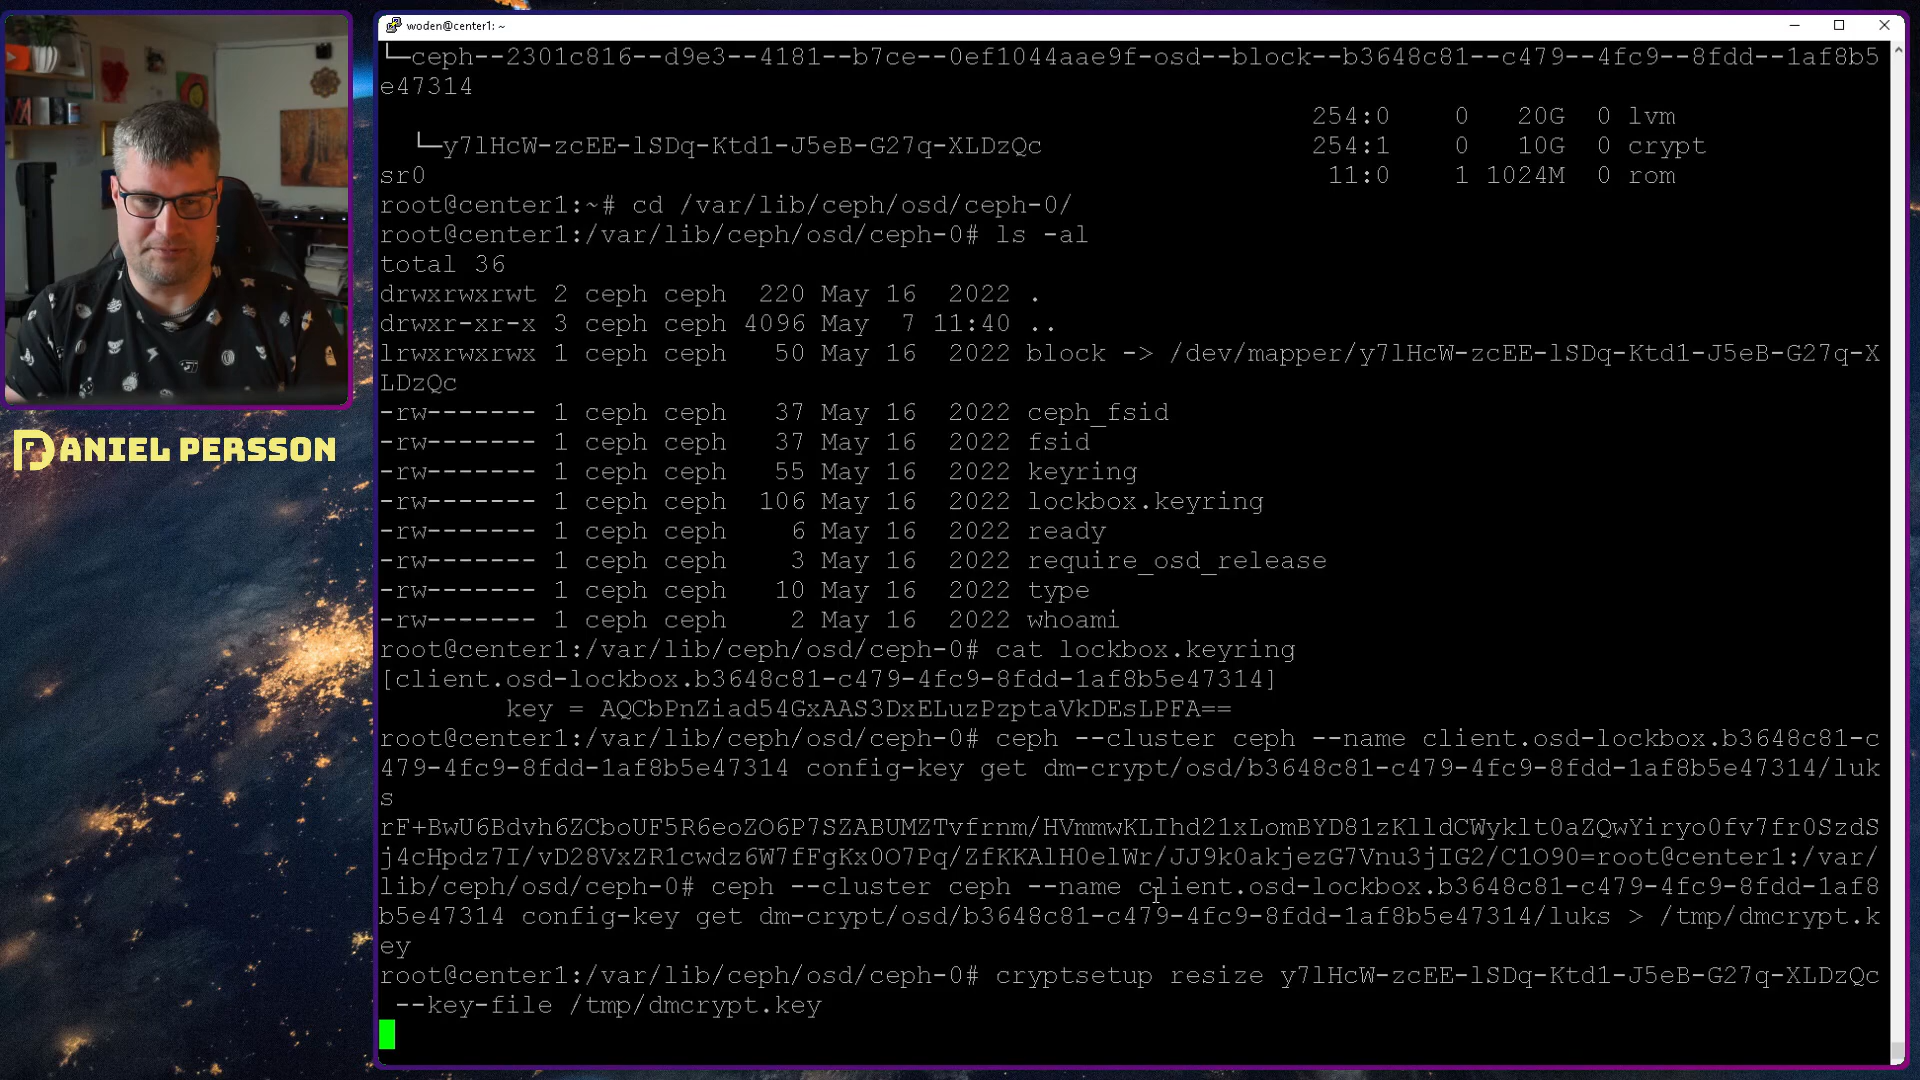 woden@center1: ~
└─ceph--2301c816--d9e3--4181--b7ce--0ef1044aae9f-osd--block--b3648c81--c479--4fc9--8fdd--1af8b5
e47314
254:0 0 20G 0 lvm
└─y7lHcW-zcEE-lSDq-Ktd1-J5eB-G27q-XLDzQc 254:1 0 10G 0 crypt
sr0 11:0 1 1024M 0 rom
root@center1:~# cd /var/lib/ceph/osd/ceph-0/
root@center1:/var/lib/ceph/osd/ceph-0# ls -al
total 36
drwxrwxrwt 2 ceph ceph 220 May 16 2022 .
drwxr-xr-x 3 ceph ceph 4096 May 7 11:40 ..
lrwxrwxrwx 1 ceph ceph 50 May 16 2022 block -> /dev/mapper/y7lHcW-zcEE-lSDq-Ktd1-J5eB-G27q-X
LDzQc
-rw------- 1 ceph ceph 37 May 16 2022 ceph_fsid
-rw------- 1 ceph ceph 37 May 16 2022 fsid
-rw------- 1 ceph ceph 55 May 16 2022 keyring
-rw------- 1 ceph ceph 106 May 16 2022 lockbox.keyring
-rw------- 1 ceph ceph 6 May 16 2022 ready
-rw------- 1 ceph ceph 3 May 16 2022 require_osd_release
-rw------- 1 ceph ceph 10 May 16 2022 type
-rw------- 1 ceph ceph 2 May 16 2022 whoami
root@center1:/var/lib/ceph/osd/ceph-0# cat lockbox.keyring
[client.osd-lockbox.b3648c81-c479-4fc9-8fdd-1af8b5e47314]
key = AQCbPnZiad54GxAAS3DxELuzPzptaVkDEsLPFA==
root@center1:/var/lib/ceph/osd/ceph-0# ceph --cluster ceph --name client.osd-lockbox.b3648c81-c
479-4fc9-8fdd-1af8b5e47314 config-key get dm-crypt/osd/b3648c81-c479-4fc9-8fdd-1af8b5e47314/luk
s
rF+BwU6Bdvh6ZCboUF5R6eoZO6P7SZABUMZTvfrnm/HVmmwKLIhd21xLomBYD81zKlldCWyklt0aZQwYiryo0fv7fr0SzdS
j4cHpdz7I/vD28VxZR1cwdz6W7fFgKx0O7Pq/ZfKKAlH0elWr/JJ9k0akjezG7Vnu3jIG2/C1O90=root@center1:/var/
lib/ceph/osd/ceph-0# ceph --cluster ceph --name client.osd-lockbox.b3648c81-c479-4fc9-8fdd-1af8
b5e47314 config-key get dm-crypt/osd/b3648c81-c479-4fc9-8fdd-1af8b5e47314/luks > /tmp/dmcrypt.k
ey
root@center1:/var/lib/ceph/osd/ceph-0# cryptsetup resize y7lHcW-zcEE-lSDq-Ktd1-J5eB-G27q-XLDzQc
--key-file /tmp/dmcrypt.key
DANIEL PERSSON